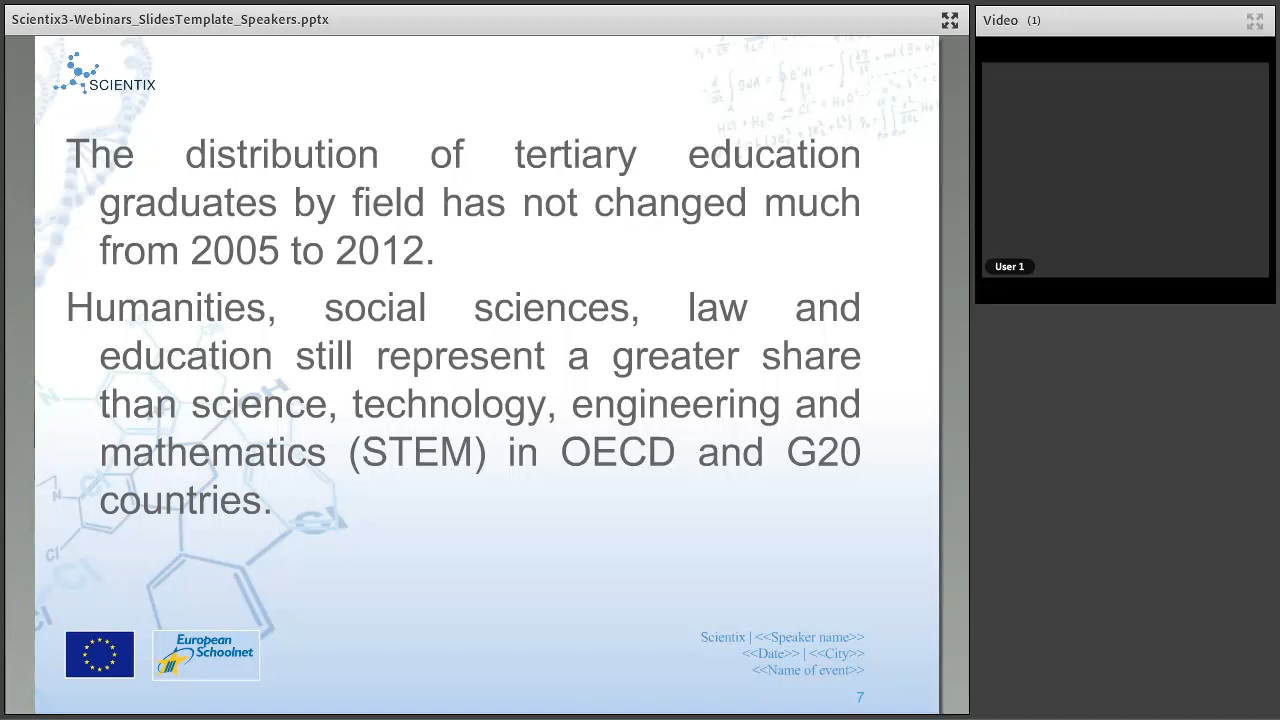 Scientix3-Webinars_SlidesTemplate_Speakers.pptx
Video (1)
SCIENTIX
The distribution of tertiary education
graduates by field has not changed much
from 2005 to 2012.
Humanities, social sciences, law and
education still represent a greater share
than science, technology, engineering and
mathematics (STEM) in OECD and G20
countries.
User 1
European
Schoolnet
Scientix | <<Speaker name>>
<<Date>> | <<City>>
<<Name of event>>
7